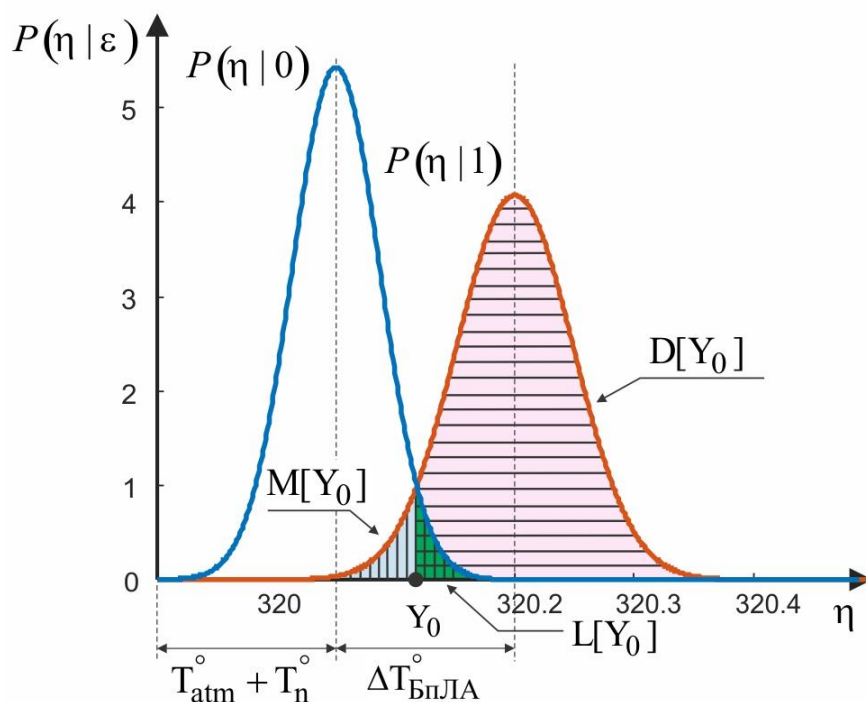 P(η | ε)
P(η | 0)
5
P(η | 1)
4
3
D[Y₀]
2
M[Y₀]
1
0
320
Y₀
320.2
320.3
320.4
η
L[Y₀]
T°atm + T°n
ΔT°БпЛА